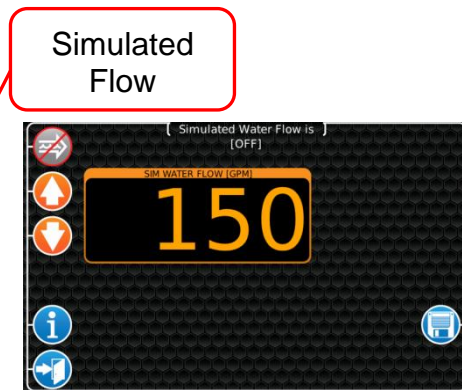 Simulated
Flow
Simulated Water Flow is
[OFF]
SIM WATER FLOW [GPM]
150